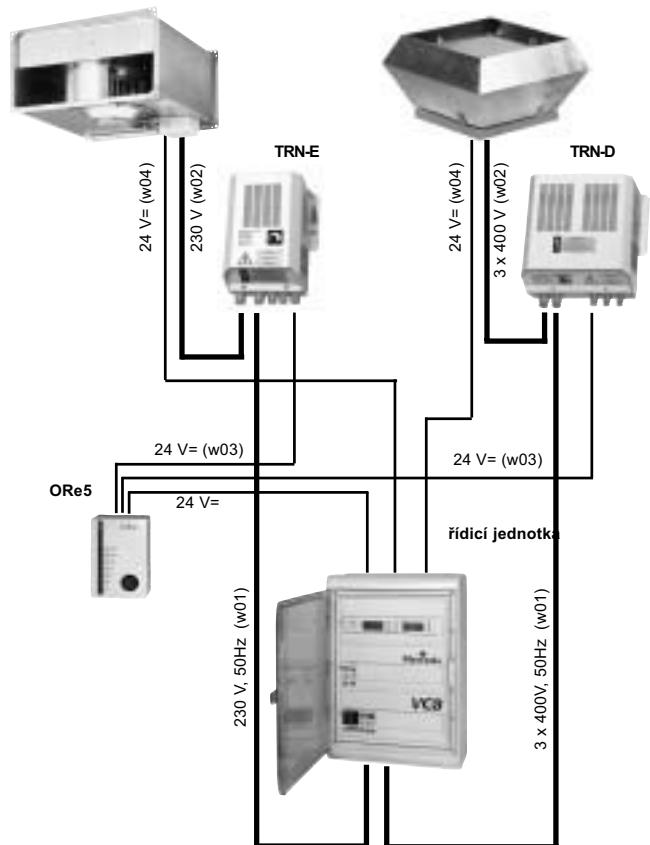 TRN-E
TRN-D
24 V= (w04)
230 V (w02)
24 V= (w04)
3 x 400 V (w02)
24 V= (w03)
24 V= (w03)
ORe5
24 V=
řídicí jednotka
230 V, 50Hz (w01)
3 x 400V, 50Hz (w01)
VCB